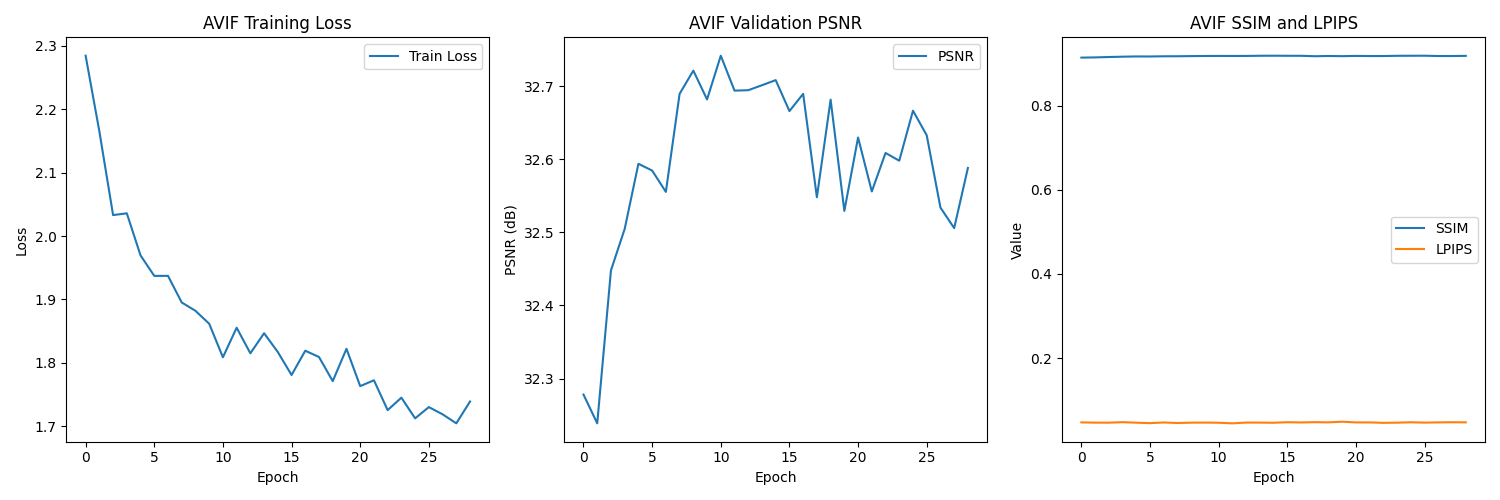 AVIF Training Loss
Train Loss
2.3
2.2
2.1
2.0
1.9
1.8
1.7
Loss
0 5 10 15 20 25
Epoch
AVIF Validation PSNR
PSNR
32.7
32.6
32.5
32.4
32.3
PSNR (dB)
0 5 10 15 20 25
Epoch
AVIF SSIM and LPIPS
0.8
0.6
0.4
0.2
Value
SSIM
LPIPS
0 5 10 15 20 25
Epoch